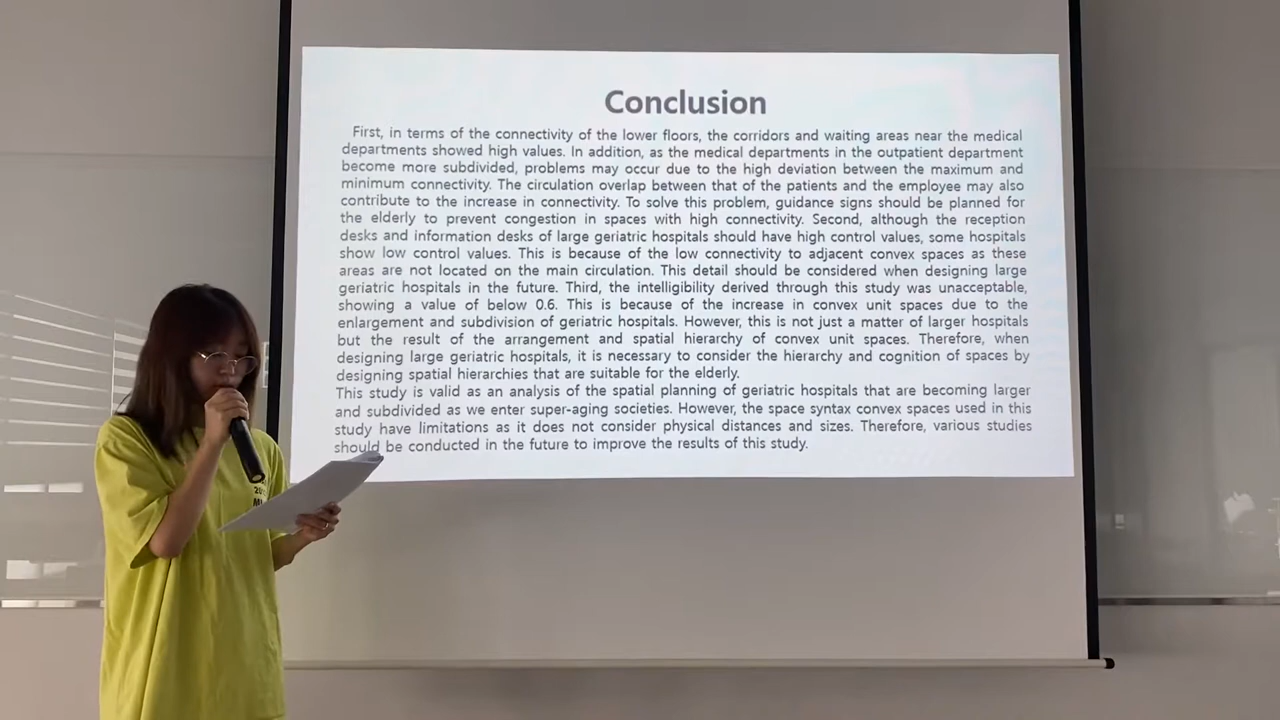 Conclusion
First, in terms of the connectivity of the lower floors, the corridors and waiting areas near the medical
departments showed high values. In addition, as the medical departments in the outpatient department
become more subdivided, problems may occur due to the high deviation between the maximum and
minimum connectivity. The circulation overlap between that of the patients and the employee may also
contribute to the increase in connectivity. To solve this problem, guidance signs should be planned for
the elderly to prevent congestion in spaces with high connectivity. Second, although the reception
desks and information desks of large geriatric hospitals should have high control values, some hospitals
show low control values. This is because of the low connectivity to adjacent convex spaces as these
areas are not located on the main circulation. This detail should be considered when designing large
geriatric hospitals in the future. Third, the intelligibility derived through this study was unacceptable,
showing a value of below 0.6. This is because of the increase in convex unit spaces due to the
enlargement and subdivision of geriatric hospitals. However, this is not just a matter of larger hospitals
but the result of the arrangement and spatial hierarchy of convex unit spaces. Therefore, when
designing large geriatric hospitals, it is necessary to consider the hierarchy and cognition of spaces by
designing spatial hierarchies that are suitable for the elderly.
This study is valid as an analysis of the spatial planning of geriatric hospitals that are becoming larger
and subdivided as we enter super-aging societies. However, the space syntax convex spaces used in this
study have limitations as it does not consider physical distances and sizes. Therefore, various studies
should be conducted in the future to improve the results of this study.